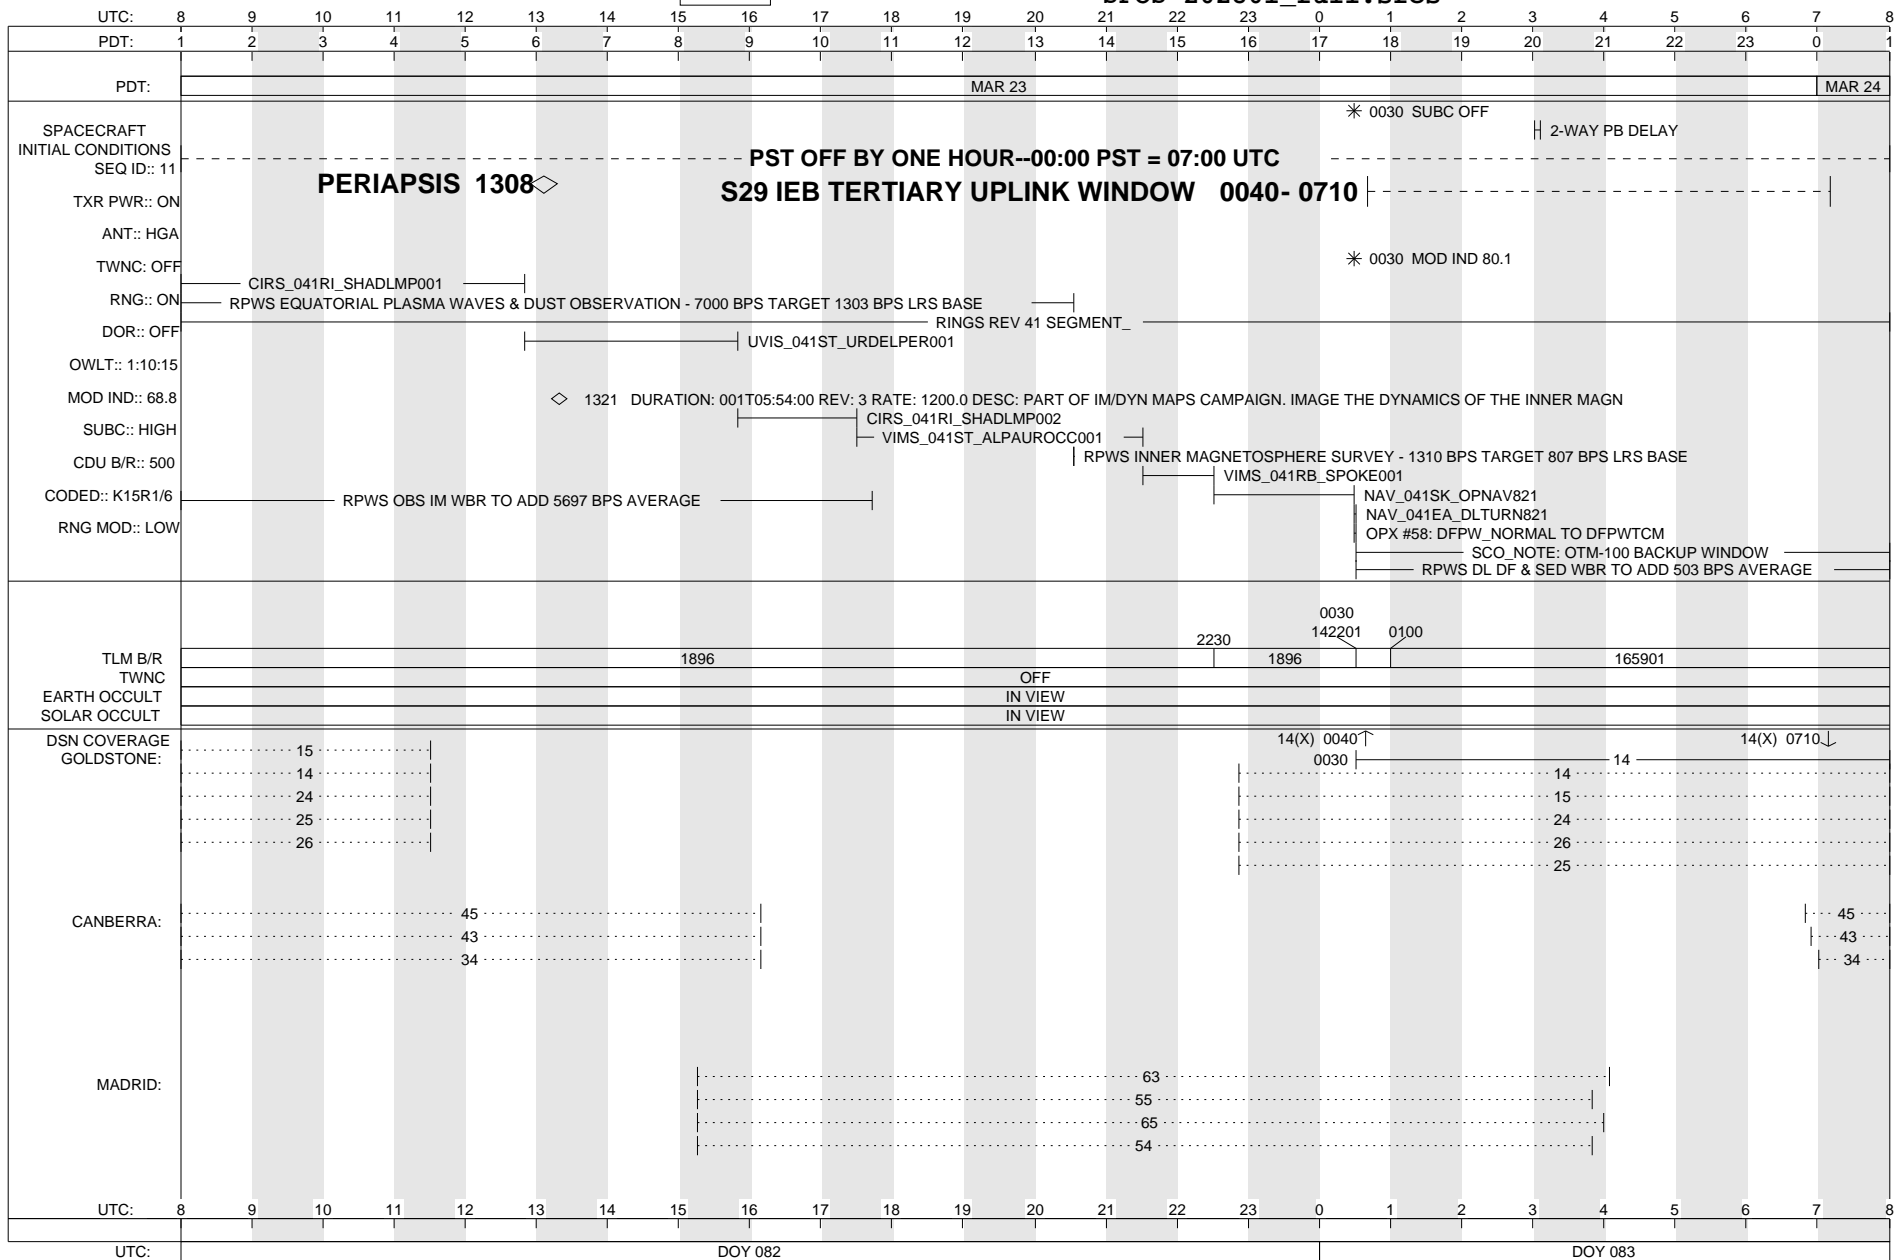 UTC: 8 9 10 11 12 13 14 15 16 17 18 19 20 21 22 23 0 1 2 3 4 5 6 7 8
PDT: 1 2 3 4 5 6 7 8 9 10 11 12 13 14 15 16 17 18 19 20 21 22 23 0 1
PDT: MAR 23 MAR 24
0030 SUBC OFF
SPACECRAFT
INITIAL CONDITIONS
2-WAY PB DELAY
SEQ ID:: 11
PST OFF BY ONE HOUR--00:00 PST = 07:00 UTC
PERIAPSIS 1308
S29 IEB TERTIARY UPLINK WINDOW 0040- 0710
TXR PWR:: ON
ANT:: HGA
TWNC: OFF
0030 MOD IND 80.1
CIRS_041RI_SHADLMP001
RNG:: ON
RPWS EQUATORIAL PLASMA WAVES & DUST OBSERVATION - 7000 BPS TARGET 1303 BPS LRS BASE
RINGS REV 41 SEGMENT_
DOR:: OFF
UVIS_041ST_URDELPER001
OWLT:: 1:10:15
MOD IND:: 68.8
1321 DURATION: 001T05:54:00 REV: 3 RATE: 1200.0 DESC: PART OF IM/DYN MAPS CAMPAIGN. IMAGE THE DYNAMICS OF THE INNER MAGN
CIRS_041RI_SHADLMP002
SUBC:: HIGH
VIMS_041ST_ALPAUROCC001
RPWS INNER MAGNETOSPHERE SURVEY - 1310 BPS TARGET 807 BPS LRS BASE
CDU B/R:: 500
VIMS_041RB_SPOKE001
CODED:: K15R1/6
RPWS OBS IM WBR TO ADD 5697 BPS AVERAGE
NAV_041SK_OPNAV821
NAV_041EA_DLTURN821
RNG MOD:: LOW
OPX #58: DFPW_NORMAL TO DFPWTCM
SCO_NOTE: OTM-100 BACKUP WINDOW
RPWS DL DF & SED WBR TO ADD 503 BPS AVERAGE
0030
2230 142201 0100
TLM B/R 1896 1896 165901
TWNC OFF
EARTH OCCULT IN VIEW
SOLAR OCCULT IN VIEW
DSN COVERAGE
14(X) 0040 14(X) 0710
GOLDSTONE:
15 0030 14
14 14
24 15
25 24
26 26
25
CANBERRA:
45 45
43 43
34 34
MADRID:
63
55
65
54
UTC: 8 9 10 11 12 13 14 15 16 17 18 19 20 21 22 23 0 1 2 3 4 5 6 7 8
UTC: DOY 082 DOY 083